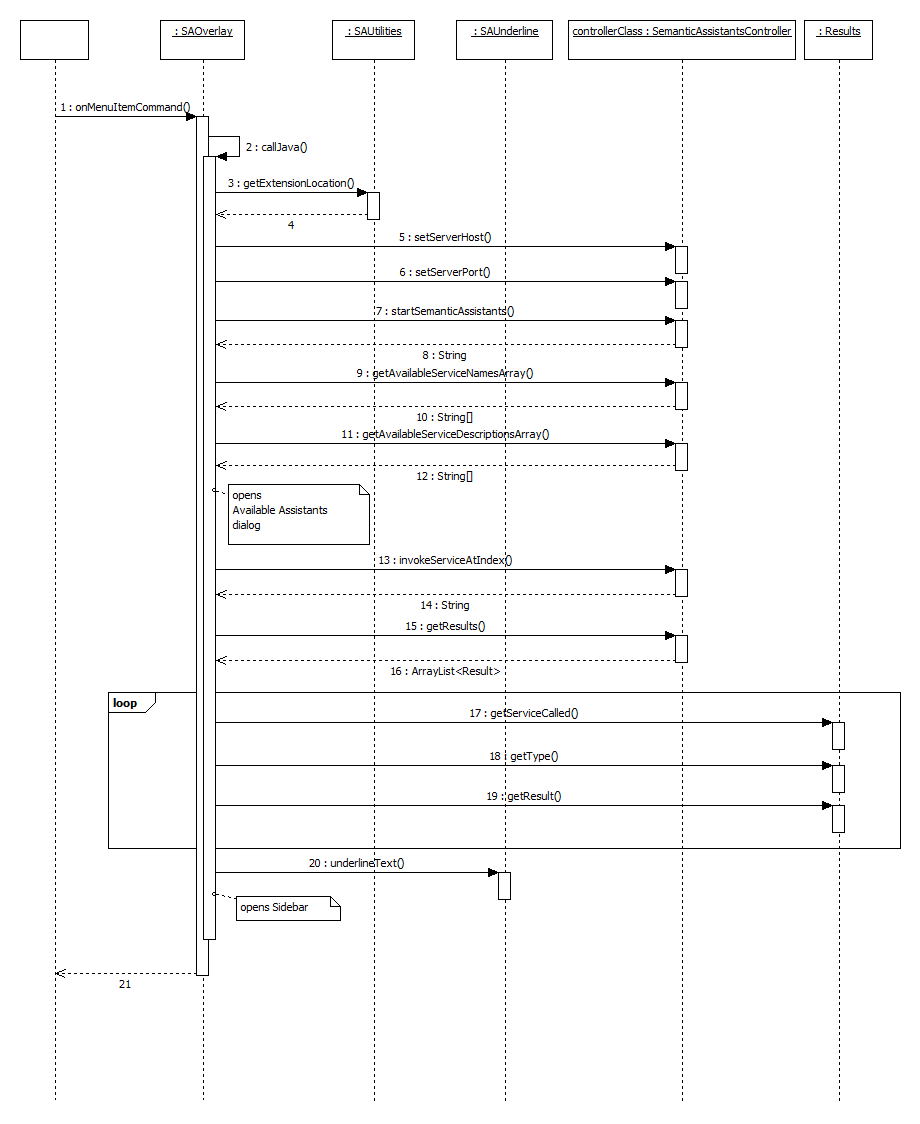 : SAOverlay
: SAUtilities
: SAUnderline
controllerClass : SemanticAssistantsController
: Results
1 : onMenuItemCommand()
2 : callJava()
3 : getExtensionLocation()
4
5 : setServerHost()
6 : setServerPort()
7 : startSemanticAssistants()
8 : String
9 : getAvailableServiceNamesArray()
10 : String[]
11 : getAvailableServiceDescriptionsArray()
12 : String[]
opens
Available Assistants
dialog
13 : invokeServiceAtIndex()
14 : String
15 : getResults()
16 : ArrayList<Result>
loop
17 : getServiceCalled()
18 : getType()
19 : getResult()
20 : underlineText()
opens Sidebar
21